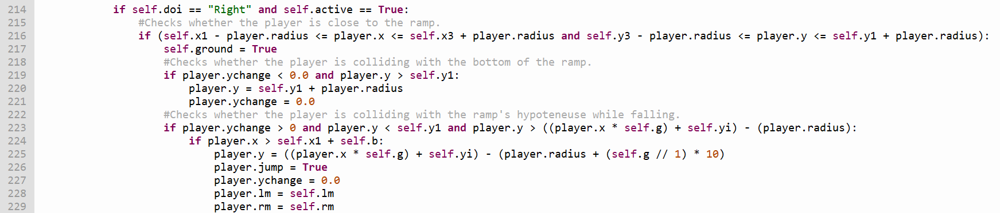 214 if self.doi == "Right" and self.active == True:
215 #Checks whether the player is close to the ramp.
216 if (self.x1 - player.radius <= player.x <= self.x3 + player.radius and self.y3 - player.radius <= player.y <= self.y1 + player.radius):
217 self.ground = True
218 #Checks whether the player is colliding with the bottom of the ramp.
219 if player.ychange < 0.0 and player.y > self.y1:
220 player.y = self.y1 + player.radius
221 player.ychange = 0.0
222 #Checks whether the player is colliding with the ramp's hypoteneuse while falling.
223 if player.ychange > 0 and player.y < self.y1 and player.y > ((player.x * self.g) + self.yi) - (player.radius):
224 if player.x > self.x1 + self.b:
225 player.y = ((player.x * self.g) + self.yi) - (player.radius + (self.g // 1) * 10)
226 player.jump = True
227 player.ychange = 0.0
228 player.lm = self.lm
229 player.rm = self.rm